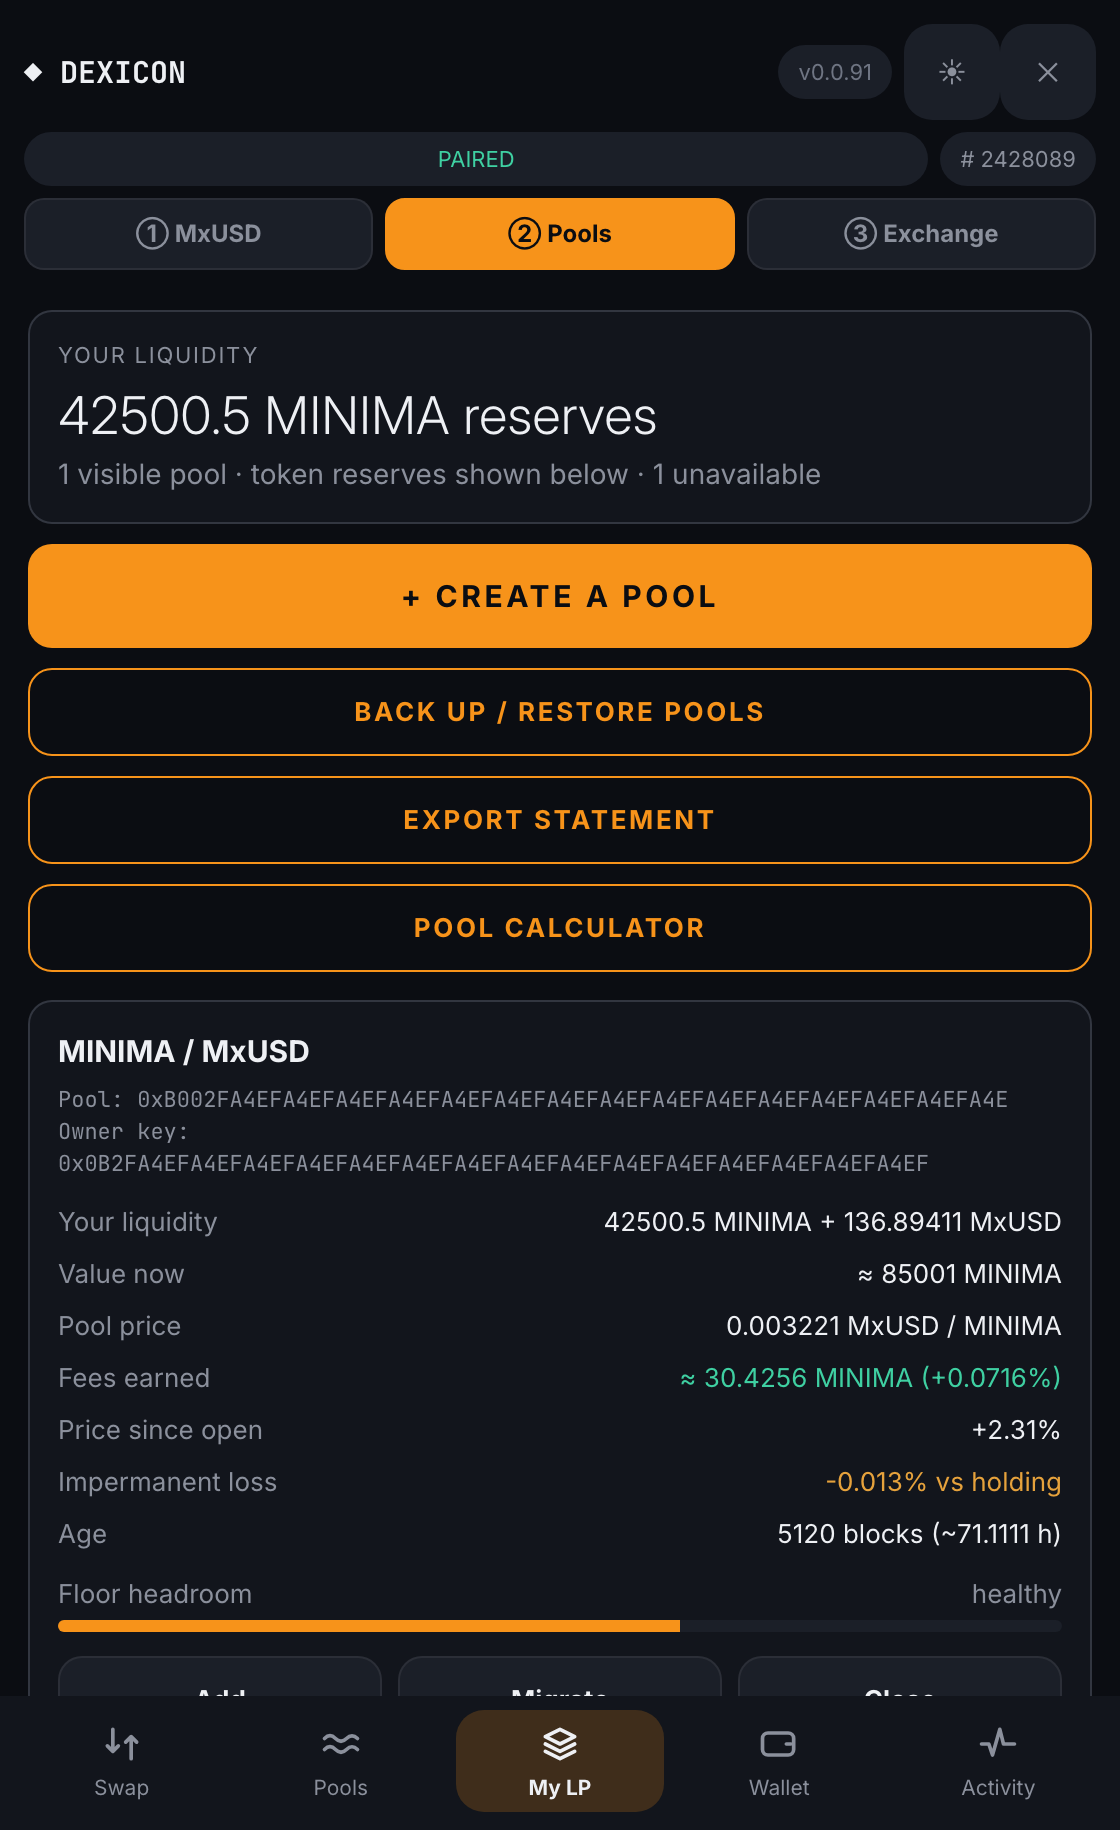 DEXICON
v0.0.91
PAIRED
# 2428089
① MxUSD
② Pools
③ Exchange
YOUR LIQUIDITY
42500.5 MINIMA reserves
1 visible pool · token reserves shown below · 1 unavailable
+ CREATE A POOL
BACK UP / RESTORE POOLS
EXPORT STATEMENT
POOL CALCULATOR
MINIMA / MxUSD
Pool: 0xB002FA4EFA4EFA4EFA4EFA4EFA4EFA4EFA4EFA4EFA4EFA4EFA4EFA4EFA4EFA4E
Owner key:
0x0B2FA4EFA4EFA4EFA4EFA4EFA4EFA4EFA4EFA4EFA4EFA4EFA4EFA4EFA4EFA4EF
Your liquidity 42500.5 MINIMA + 136.89411 MxUSD
Value now ≈ 85001 MINIMA
Pool price 0.003221 MxUSD / MINIMA
Fees earned ≈ 30.4256 MINIMA (+0.0716%)
Price since open +2.31%
Impermanent loss -0.013% vs holding
Age 5120 blocks (~71.1111 h)
Floor headroom healthy
Add Migrate Close
Swap
Pools
My LP
Wallet
Activity